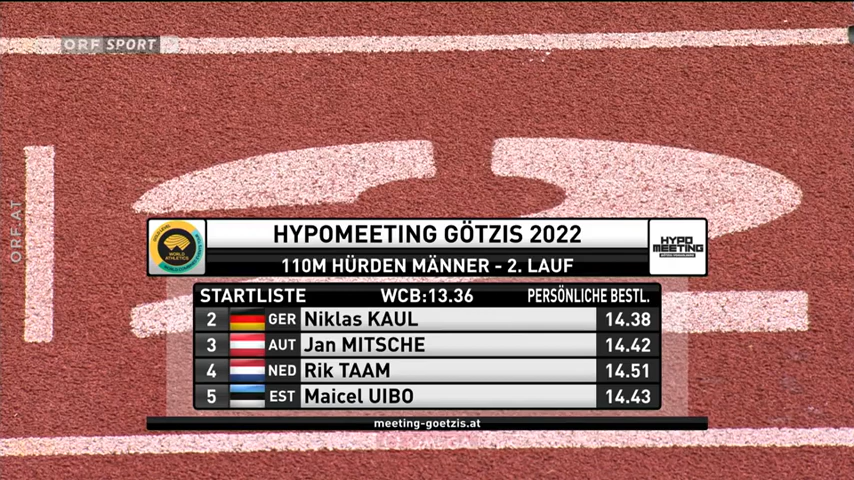 ORF SPORT
ORF.AT
HYPOMEETING GÖTZIS 2022
WORLD ATHLETICS
HYPO MEETING
110M HÜRDEN MÄNNER - 2. LAUF
STARTLISTE WCB:13.36 PERSÖNLICHE BESTL.
2 GER Niklas KAUL 14.38
3 AUT Jan MITSCHE 14.42
4 NED Rik TAAM 14.51
5 EST Maicel UIBO 14.43
meeting-goetzis.at